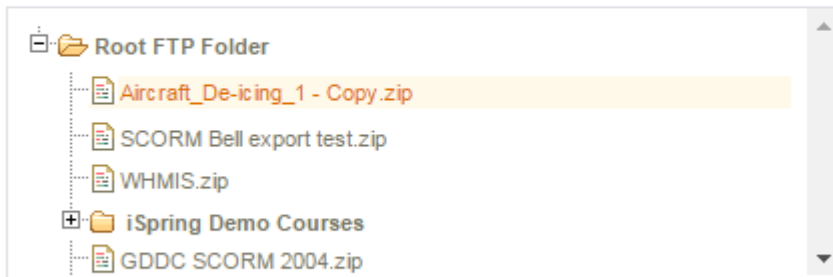 Root FTP Folder
Aircraft_De-icing_1 - Copy.zip
SCORM Bell export test.zip
WHMIS.zip
iSpring Demo Courses
GDDC SCORM 2004.zip